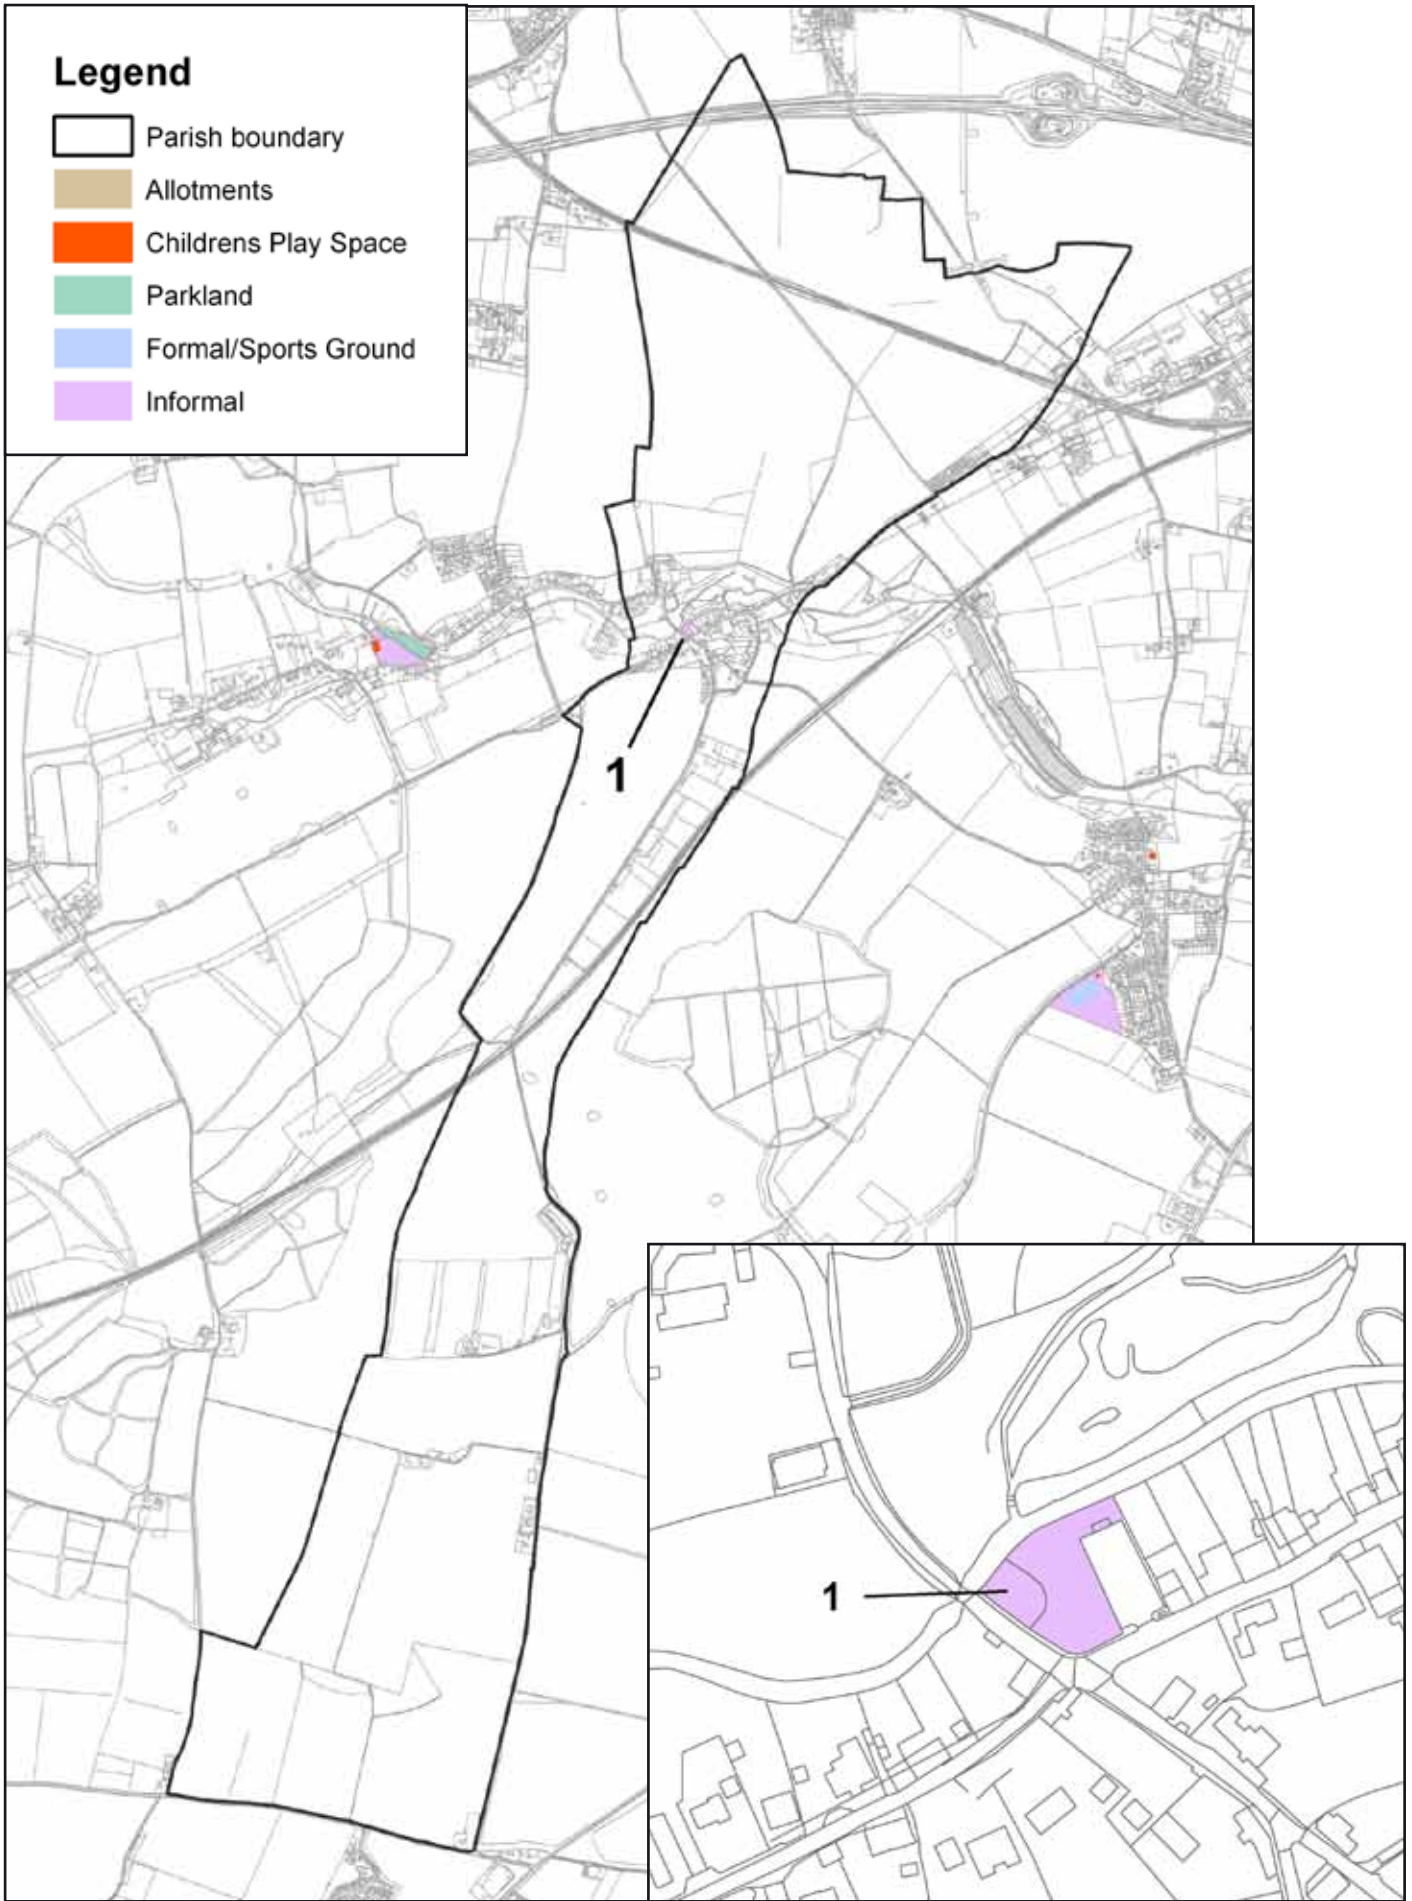 Legend
Parish boundary
Allotments
Childrens Play Space
Parkland
Formal/Sports Ground
Informal
1
1